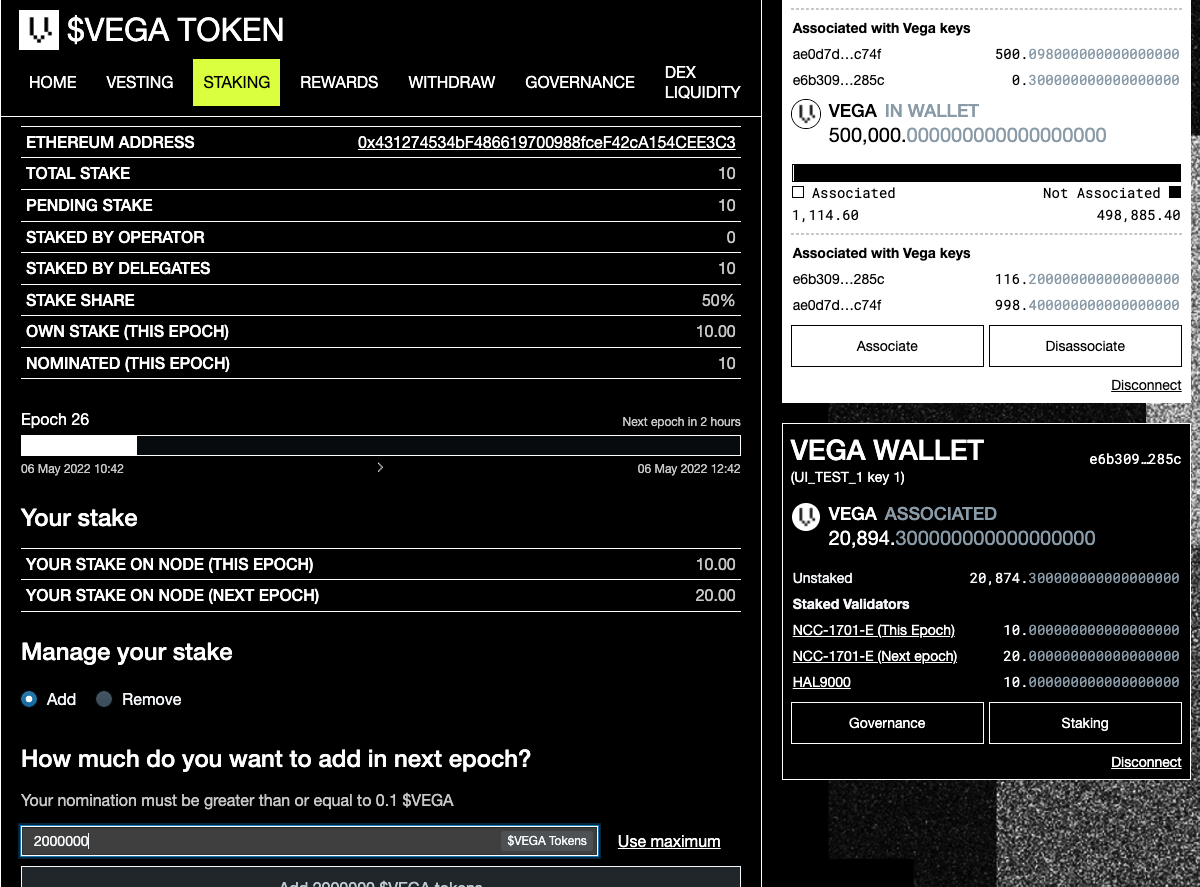 $VEGA TOKEN
HOME VESTING STAKING REWARDS WITHDRAW GOVERNANCE DEX LIQUIDITY
ETHEREUM ADDRESS 0x431274534bF486619700988fceF42cA154CEE3C3
TOTAL STAKE 10
PENDING STAKE 10
STAKED BY OPERATOR 0
STAKED BY DELEGATES 10
STAKE SHARE 50%
OWN STAKE (THIS EPOCH) 10.00
NOMINATED (THIS EPOCH) 10
Epoch 26 Next epoch in 2 hours
06 May 2022 10:42 06 May 2022 12:42
Your stake
YOUR STAKE ON NODE (THIS EPOCH) 10.00
YOUR STAKE ON NODE (NEXT EPOCH) 20.00
Manage your stake
Add Remove
How much do you want to add in next epoch?
Your nomination must be greater than or equal to 0.1 $VEGA
2000000 $VEGA Tokens Use maximum
Add 2000000 $VEGA tokens
Associated with Vega keys
ae0d7d…c74f 500.098000000000000000
e6b309…285c 0.300000000000000000
VEGA IN WALLET
500,000.000000000000000000
Associated Not Associated
1,114.60 498,885.40
Associated with Vega keys
e6b309…285c 116.200000000000000000
ae0d7d…c74f 998.400000000000000000
Associate Disassociate
Disconnect
VEGA WALLET e6b309…285c
(UI_TEST_1 key 1)
VEGA ASSOCIATED
20,894.300000000000000000
Unstaked 20,874.300000000000000000
Staked Validators
NCC-1701-E (This Epoch) 10.000000000000000000
NCC-1701-E (Next epoch) 20.000000000000000000
HAL9000 10.000000000000000000
Governance Staking
Disconnect